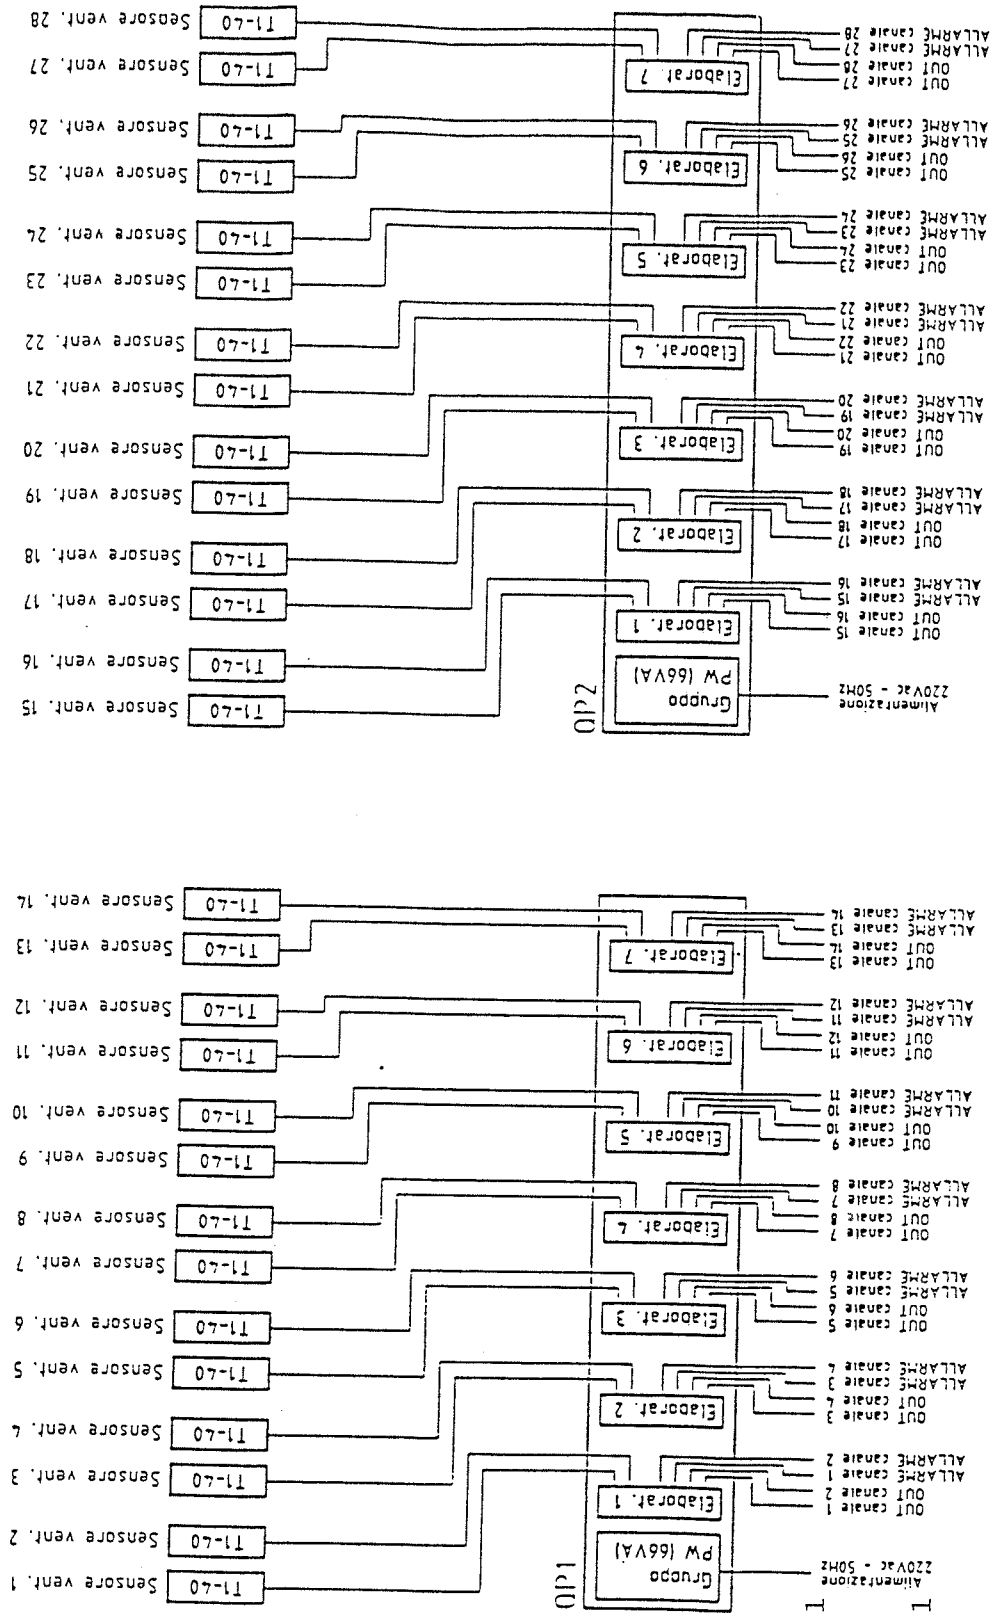 Alimentazione
220Vac - 50Hz
QP1
Gruppo
PW (66VA)
T1-40 Sensore vent. 1
T1-40 Sensore vent. 2
OUT canale 1
OUT canale 2
ALLARME canale 1
ALLARME canale 2
Elaborat. 1
T1-40 Sensore vent. 3
T1-40 Sensore vent. 4
OUT canale 3
OUT canale 4
ALLARME canale 3
ALLARME canale 4
Elaborat. 2
T1-40 Sensore vent. 5
T1-40 Sensore vent. 6
OUT canale 5
OUT canale 6
ALLARME canale 5
ALLARME canale 6
Elaborat. 3
T1-40 Sensore vent. 7
T1-40 Sensore vent. 8
OUT canale 7
OUT canale 8
ALLARME canale 7
ALLARME canale 8
Elaborat. 4
T1-40 Sensore vent. 9
T1-40 Sensore vent. 10
OUT canale 9
OUT canale 10
ALLARME canale 10
ALLARME canale 11
Elaborat. 5
T1-40 Sensore vent. 11
T1-40 Sensore vent. 12
OUT canale 11
OUT canale 12
ALLARME canale 11
ALLARME canale 12
Elaborat. 6
T1-40 Sensore vent. 13
T1-40 Sensore vent. 14
OUT canale 13
OUT canale 14
ALLARME canale 13
ALLARME canale 14
Elaborat. 7
Alimentazione
220Vac - 50Hz
QP2
Gruppo
PW (66VA)
T1-40 Sensore vent. 15
T1-40 Sensore vent. 16
OUT canale 15
OUT canale 16
ALLARME canale 15
ALLARME canale 16
Elaborat. 1
T1-40 Sensore vent. 17
T1-40 Sensore vent. 18
OUT canale 17
OUT canale 18
ALLARME canale 17
ALLARME canale 18
Elaborat. 2
T1-40 Sensore vent. 19
T1-40 Sensore vent. 20
OUT canale 19
OUT canale 20
ALLARME canale 19
ALLARME canale 20
Elaborat. 3
T1-40 Sensore vent. 21
T1-40 Sensore vent. 22
OUT canale 21
OUT canale 22
ALLARME canale 21
ALLARME canale 22
Elaborat. 4
T1-40 Sensore vent. 23
T1-40 Sensore vent. 24
OUT canale 23
OUT canale 24
ALLARME canale 23
ALLARME canale 24
Elaborat. 5
T1-40 Sensore vent. 25
T1-40 Sensore vent. 26
OUT canale 25
OUT canale 26
ALLARME canale 25
ALLARME canale 26
Elaborat. 6
T1-40 Sensore vent. 27
T1-40 Sensore vent. 28
OUT canale 27
OUT canale 28
ALLARME canale 27
ALLARME canale 28
Elaborat. 7